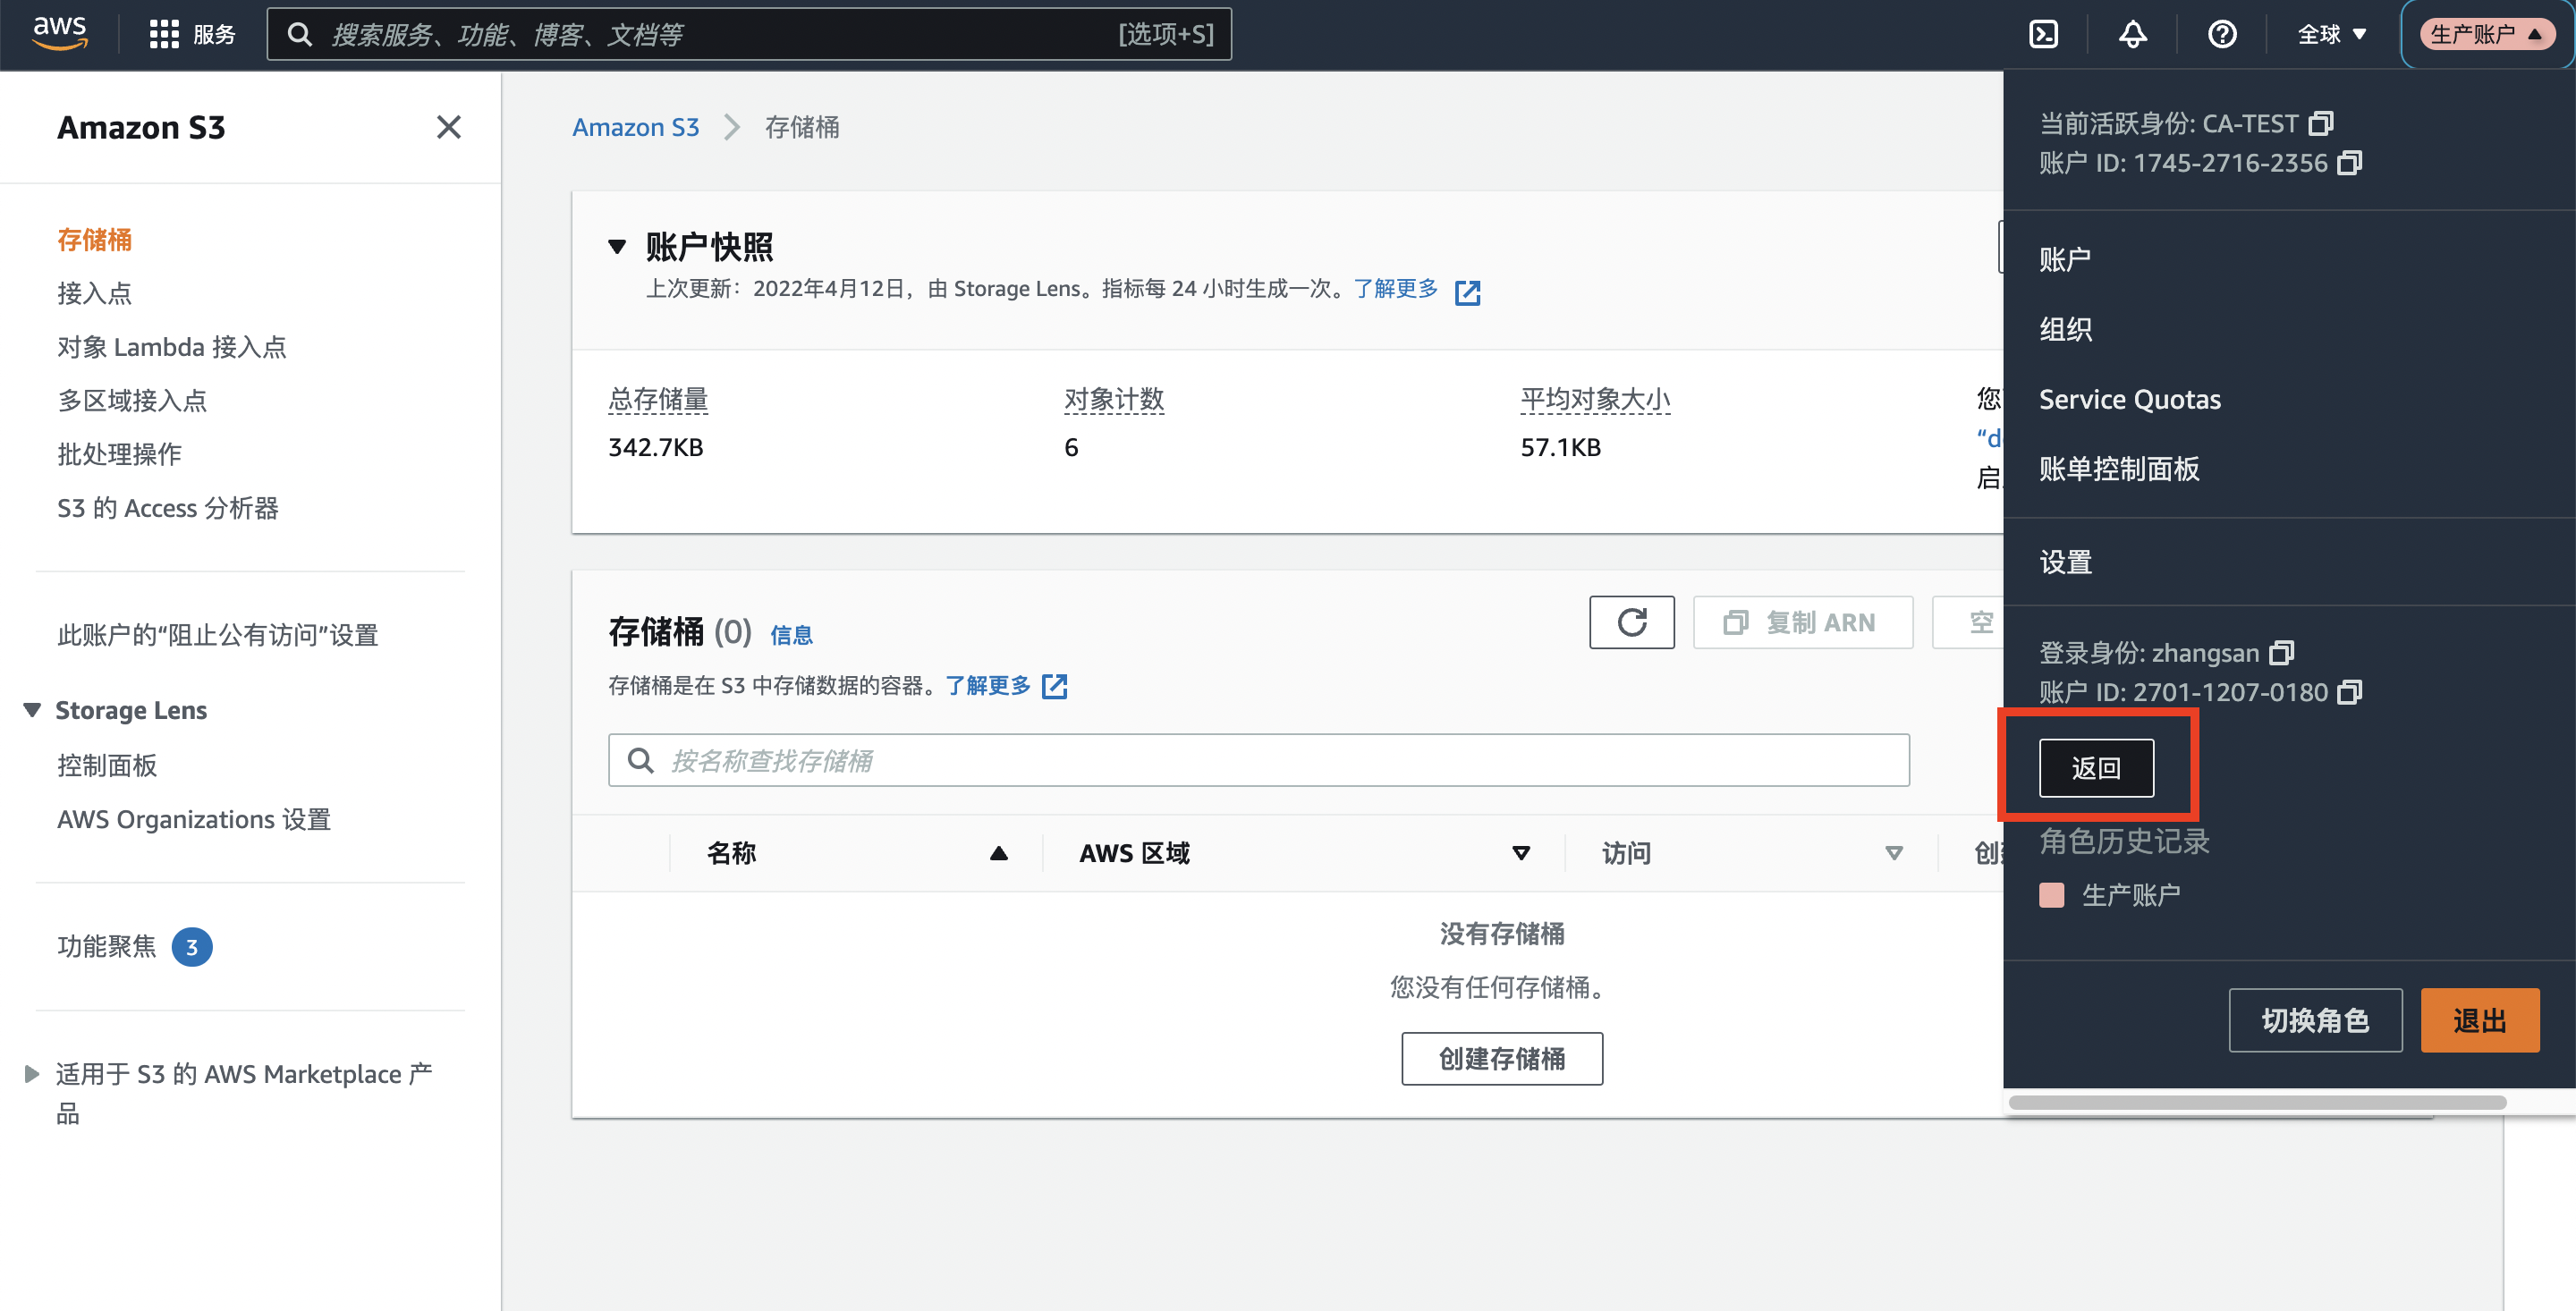 aws
服务
搜索服务、功能、博客、文档等
[选项+S]
全球
生产账户
Amazon S3
存储桶
接入点
对象 Lambda 接入点
多区域接入点
批处理操作
S3 的 Access 分析器
此账户的“阻止公有访问”设置
Storage Lens
控制面板
AWS Organizations 设置
功能聚焦 3
适用于 S3 的 AWS Marketplace 产
品
Amazon S3
存储桶
账户快照
上次更新：2022年4月12日，由 Storage Lens。指标每 24 小时生成一次。了解更多
总存储量
342.7KB
对象计数
6
平均对象大小
57.1KB
您
“d
启
存储桶 (0) 信息
复制 ARN
空
存储桶是在 S3 中存储数据的容器。了解更多
按名称查找存储桶
名称
AWS 区域
访问
没有存储桶
您没有任何存储桶。
创建存储桶
当前活跃身份: CA-TEST
账户 ID: 1745-2716-2356
账户
组织
Service Quotas
账单控制面板
设置
登录身份: zhangsan
账户 ID: 2701-1207-0180
返回
角色历史记录
生产账户
切换角色
退出